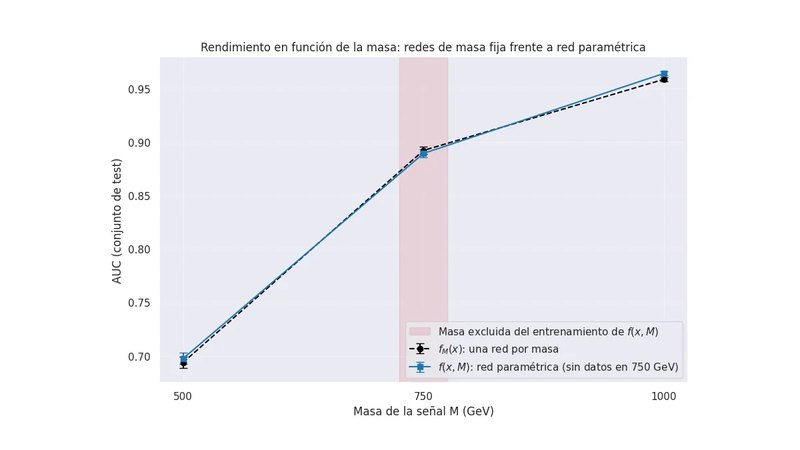 Rendimiento en función de la masa: redes de masa fija frente a red paramétrica
AUC (conjunto de test)
0.95
0.90
0.85
0.80
0.75
0.70
Masa excluida del entrenamiento de f(x, M)
f_M(x): una red por masa
f(x, M): red paramétrica (sin datos en 750 GeV)
500
750
1000
Masa de la señal M (GeV)